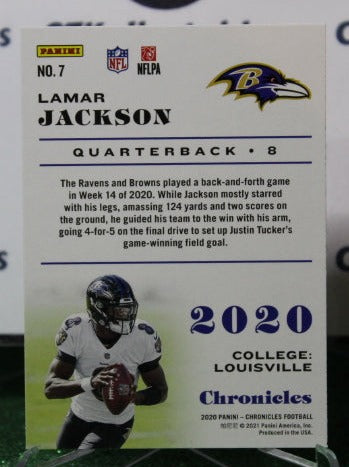 PANINI
NO. 7
NFL
NFLPA
B
LAMAR
JACKSON
QUARTERBACK • 8
The Ravens and Browns played a back-and-forth game
in Week 14 of 2020. While Jackson mostly starred
with his legs, amassing 124 yards and two scores on
the ground, he guided his team to the win with his arm,
going 4-for-5 on the final drive to set up Justin Tucker's
game-winning field goal.
8
2020
COLLEGE:
LOUISVILLE
Chronicles
2020 PANINI – CHRONICLES FOOTBALL
© 2021 Panini America, Inc.
Produced in the USA.